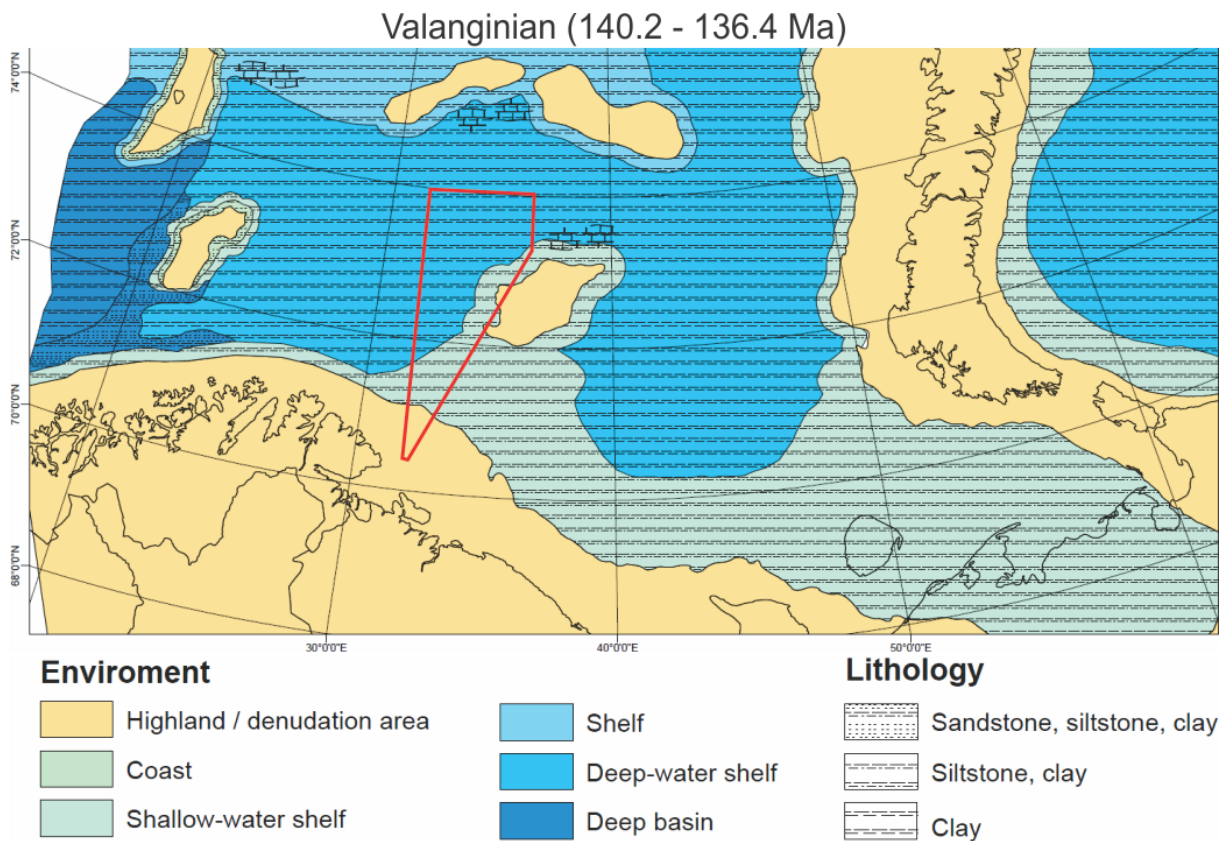 Valanginian (140.2 - 136.4 Ma)
74°0'0"N
72°0'0"N
70°0'0"N
68°0'0"N
30°0'0"E
40°0'0"E
50°0'0"E
Enviroment
Highland / denudation area
Coast
Shallow-water shelf
Shelf
Deep-water shelf
Deep basin
Lithology
Sandstone, siltstone, clay
Siltstone, clay
Clay